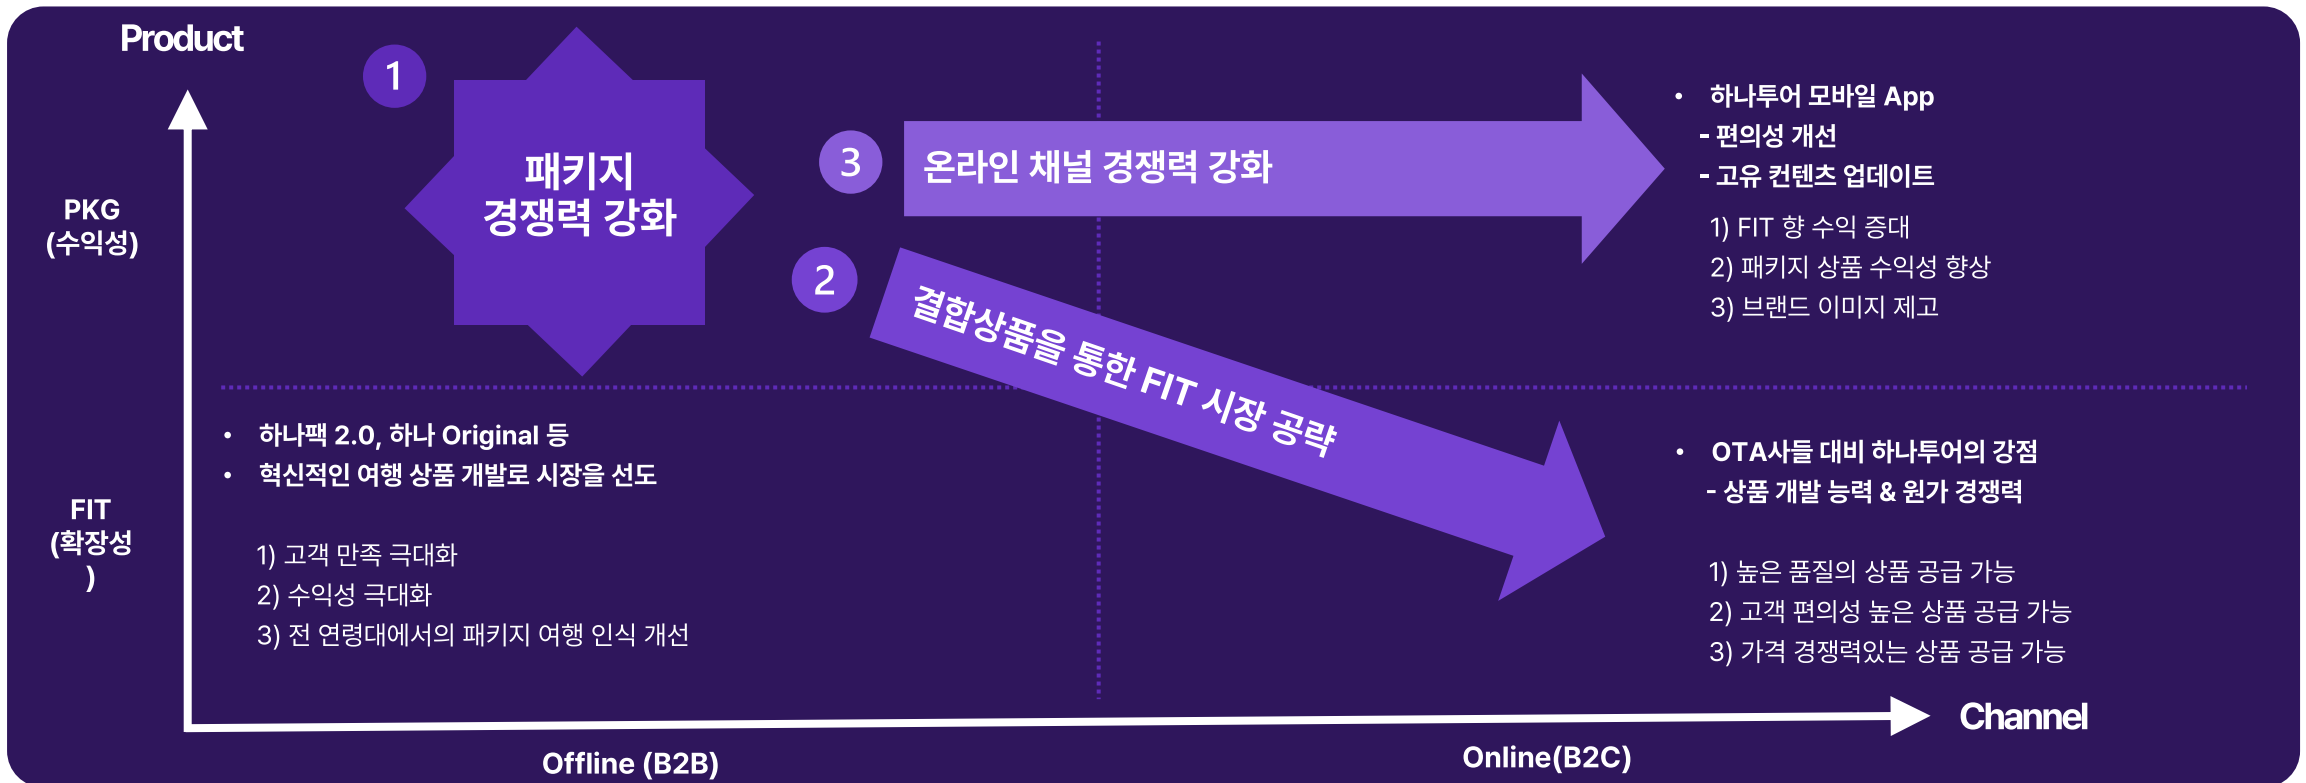 Product
1
패키지
경쟁력 강화
3
온라인 채널 경쟁력 강화
2
결합상품을 통한 FIT 시장 공략
PKG
(수익성)
FIT
(확장성
)
• 하나투어 모바일 App
- 편의성 개선
- 고유 컨텐츠 업데이트
1) FIT 향 수익 증대
2) 패키지 상품 수익성 향상
3) 브랜드 이미지 제고
• 하나팩 2.0, 하나 Original 등
• 혁신적인 여행 상품 개발로 시장을 선도
1) 고객 만족 극대화
2) 수익성 극대화
3) 전 연령대에서의 패키지 여행 인식 개선
• OTA사들 대비 하나투어의 강점
- 상품 개발 능력 & 원가 경쟁력
1) 높은 품질의 상품 공급 가능
2) 고객 편의성 높은 상품 공급 가능
3) 가격 경쟁력있는 상품 공급 가능
Channel
Offline (B2B)
Online(B2C)